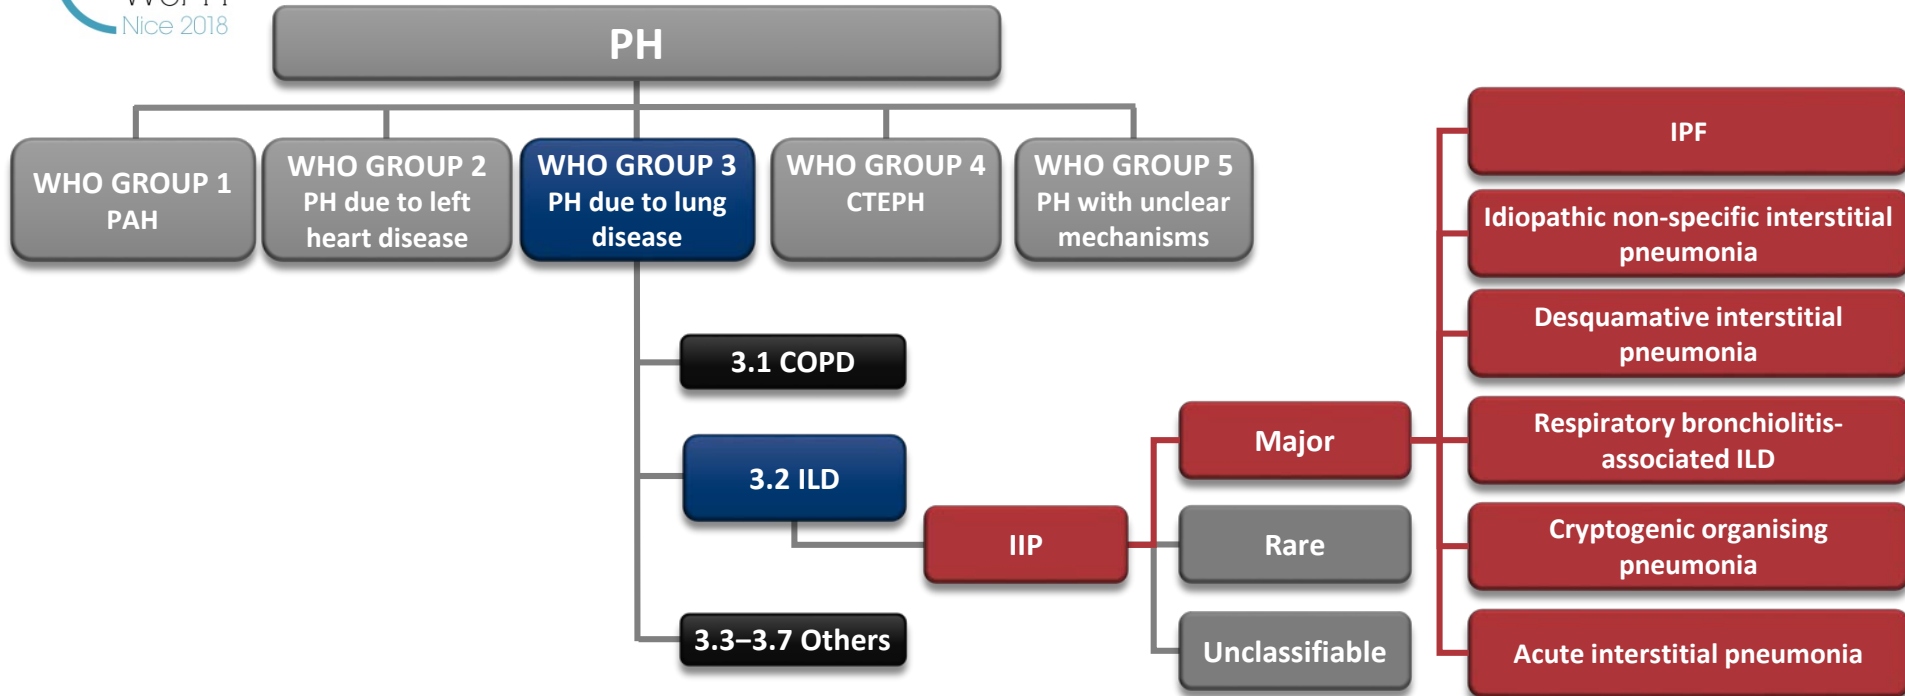 Nice 2018
PH
WHO GROUP 1
PAH
WHO GROUP 2
PH due to left
heart disease
WHO GROUP 3
PH due to lung
disease
WHO GROUP 4
CTEPH
WHO GROUP 5
PH with unclear
mechanisms
3.1 COPD
3.2 ILD
3.3–3.7 Others
IIP
Major
Rare
Unclassifiable
IPF
Idiopathic non-specific interstitial
pneumonia
Desquamative interstitial
pneumonia
Respiratory bronchiolitis-
associated ILD
Cryptogenic organising
pneumonia
Acute interstitial pneumonia